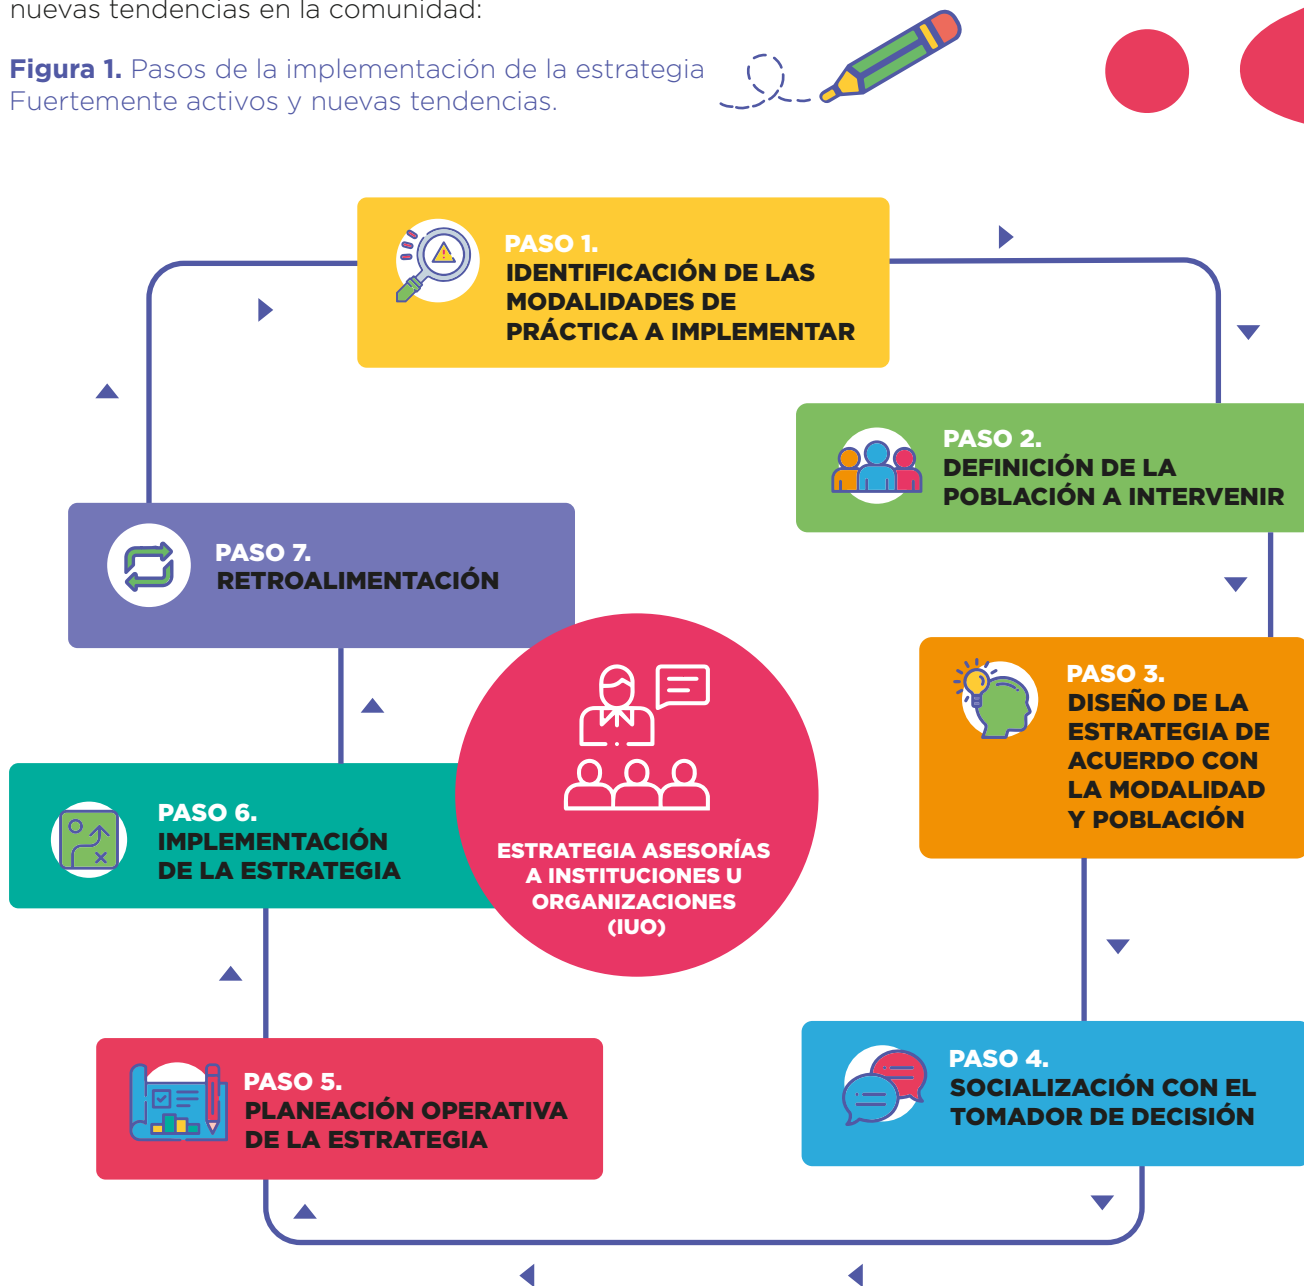 nuevas tendencias en la comunidad:
Figura 1. Pasos de la implementación de la estrategia
Fuertemente activos y nuevas tendencias.
PASO 1.
IDENTIFICACIÓN DE LAS
MODALIDADES DE
PRÁCTICA A IMPLEMENTAR
PASO 2.
DEFINICIÓN DE LA
POBLACIÓN A INTERVENIR
PASO 3.
DISEÑO DE LA
ESTRATEGIA DE
ACUERDO CON
LA MODALIDAD
Y POBLACIÓN
PASO 4.
SOCIALIZACIÓN CON EL
TOMADOR DE DECISIÓN
PASO 5.
PLANEACIÓN OPERATIVA
DE LA ESTRATEGIA
PASO 6.
IMPLEMENTACIÓN
DE LA ESTRATEGIA
PASO 7.
RETROALIMENTACIÓN
ESTRATEGIA ASESORÍAS
A INSTITUCIONES U
ORGANIZACIONES
(IUO)